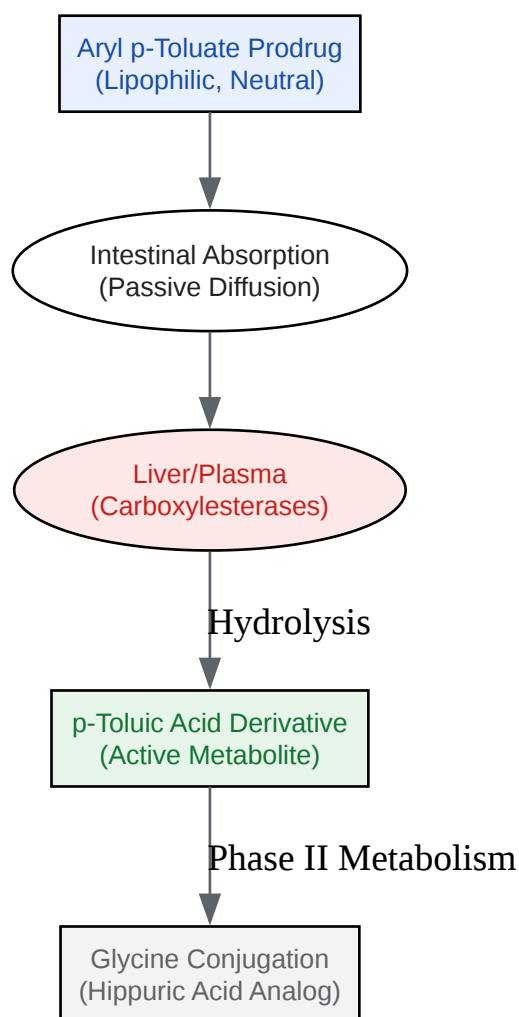 Aryl p-Toluate Prodrug
(Lipophilic, Neutral)
Intestinal Absorption
(Passive Diffusion)
Liver/Plasma
(Carboxylesterases)
Hydrolysis
p-Toluic Acid Derivative
(Active Metabolite)
Phase II Metabolism
Glycine Conjugation
(Hippuric Acid Analog)